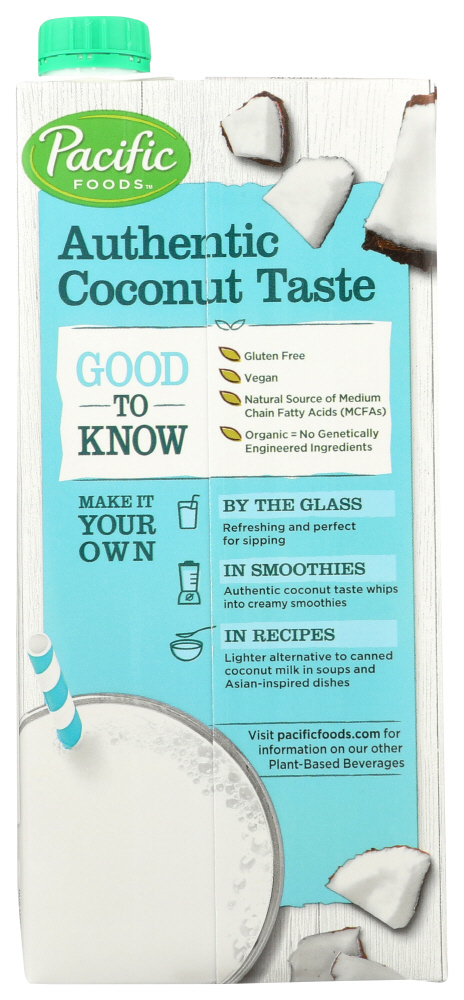 Pacific
FOODS™
Authentic
Coconut Taste
GOOD
TO
KNOW
Gluten Free
Vegan
Natural Source of Medium
Chain Fatty Acids (MCFAs)
Organic = No Genetically
Engineered Ingredients
MAKE IT
YOUR
OWN
BY THE GLASS
Refreshing and perfect
for sipping
IN SMOOTHIES
Authentic coconut taste whips
into creamy smoothies
IN RECIPES
Lighter alternative to canned
coconut milk in soups and
Asian-inspired dishes
Visit pacificfoods.com for
information on our other
Plant-Based Beverages